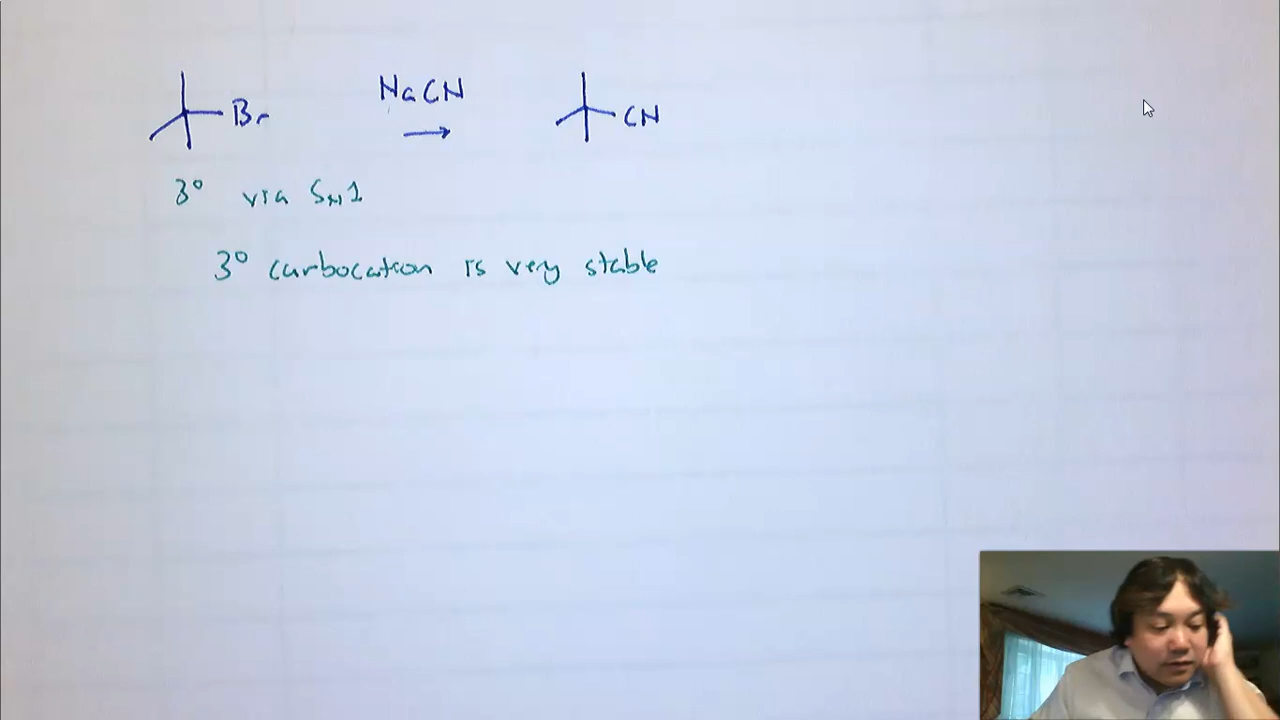 Br NaCN → CN
3° via SN1
3° carbocation is very stable